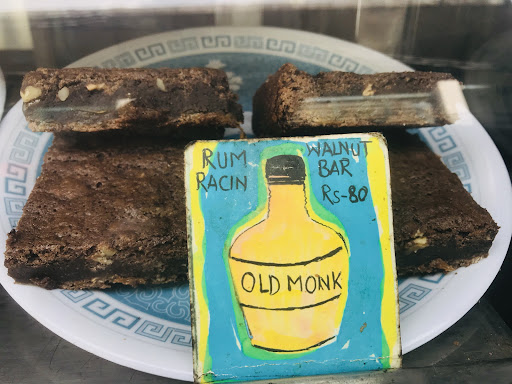 RUM WALNUT
RACIN BAR
RS-80
OLD MONK